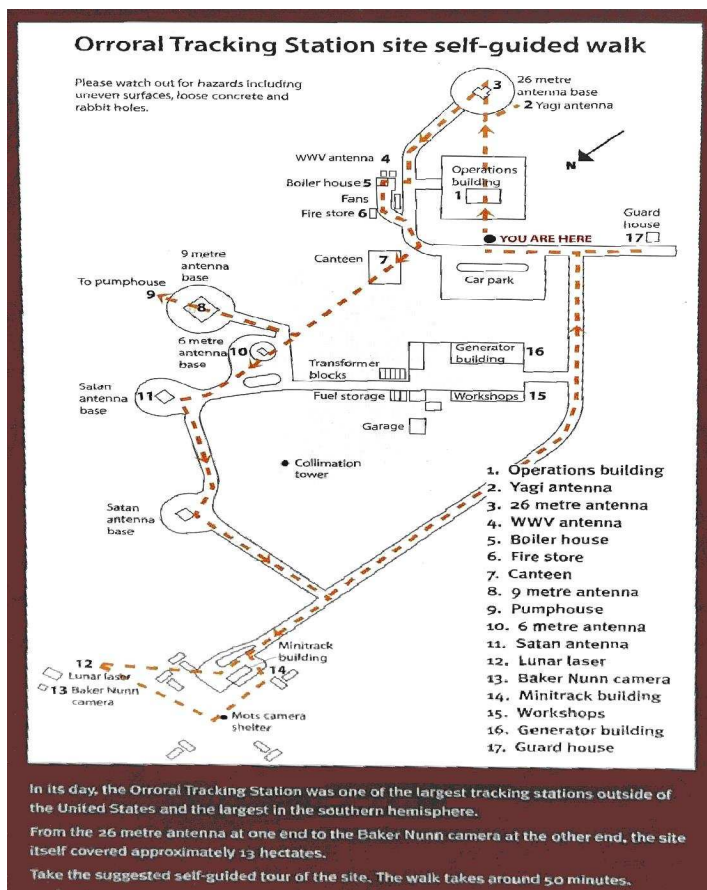 Orroral Tracking Station site self-guided walk
Please watch out for hazards including
uneven surfaces, loose concrete and
rabbit holes.
3
26 metre
antenna base
2 Yagi antenna
N
WWV antenna 4
Boiler house 5
Fans
Fire store 6
Operations
building
1
YOU ARE HERE
Guard
house
17
Canteen
7
Car park
9 metre
antenna
base
To pumphouse
9
8
6 metre
antenna
base
10
Transformer
blocks
Generator
building
16
Satan
antenna
base
11
Fuel storage
Workshops 15
Garage
Collimation
tower
Satan
antenna
base
Minitrack
building
14
12
Lunar laser
13 Baker Nunn
camera
Mots camera
shelter
1. Operations building
2. Yagi antenna
3. 26 metre antenna
4. WWV antenna
5. Boiler house
6. Fire store
7. Canteen
8. 9 metre antenna
9. Pumphouse
10. 6 metre antenna
11. Satan antenna
12. Lunar laser
13. Baker Nunn camera
14. Minitrack building
15. Workshops
16. Generator building
17. Guard house
In its day, the Orroral Tracking Station was one of the largest tracking stations outside of
the United States and the largest in the southern hemisphere.
From the 26 metre antenna at one end to the Baker Nunn camera at the other end, the site
itself covered approximately 13 hectates.
Take the suggested self-guided tour of the site. The walk takes around 50 minutes.